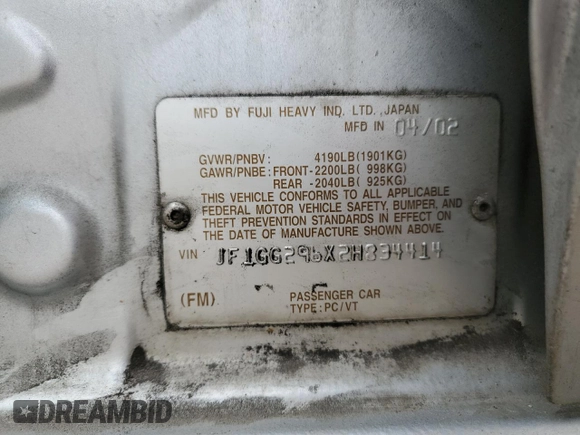 MFD BY FUJI HEAVY IND. LTD., JAPAN
MFD IN 04/02
GVWR/PNBV: 4190LB(1901KG)
GAWR/PNBE: FRONT-2200LB( 998KG)
REAR -2040LB( 925KG)
THIS VEHICLE CONFORMS TO ALL APPLICABLE
FEDERAL MOTOR VEHICLE SAFETY, BUMPER, AND
THEFT PREVENTION STANDARDS IN EFFECT ON
THE DATE OF MANUFACTURE SHOWN ABOVE.
VIN JF1GG296X2H834414
(FM) PASSENGER CAR
TYPE: PC/VT
DREAMBID